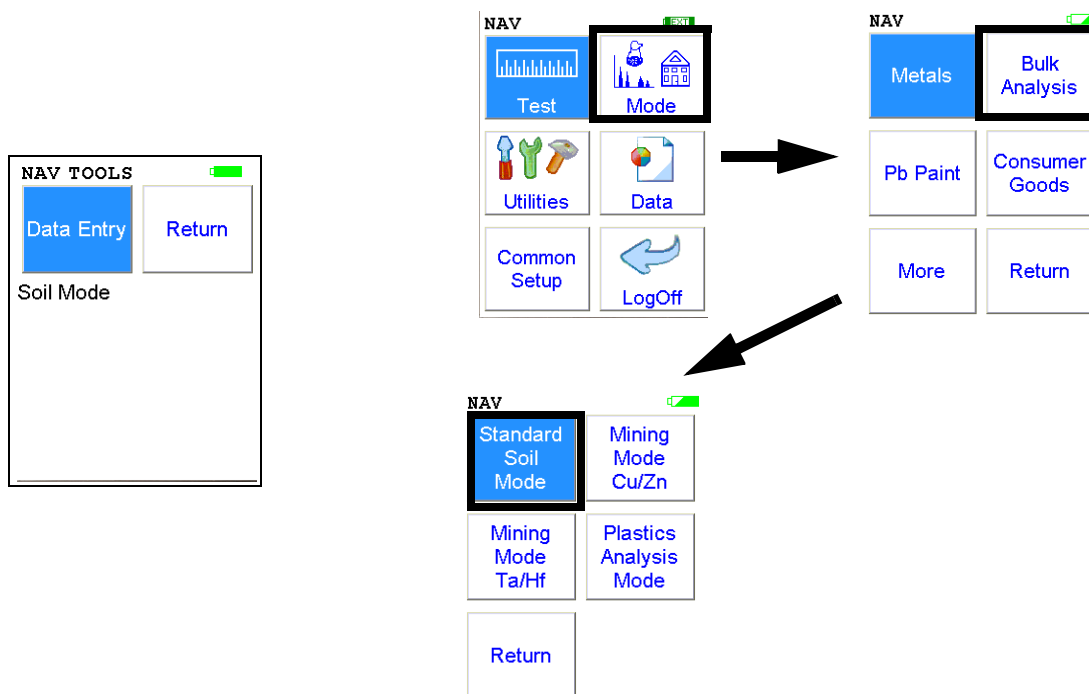 NAV TOOLS
Data Entry
Return
Soil Mode
NAV
EXT
Test
Mode
Utilities
Data
Common
Setup
LogOff
NAV
Metals
Bulk
Analysis
Pb Paint
Consumer
Goods
More
Return
NAV
Standard
Soil
Mode
Mining
Mode
Cu/Zn
Mining
Mode
Ta/Hf
Plastics
Analysis
Mode
Return